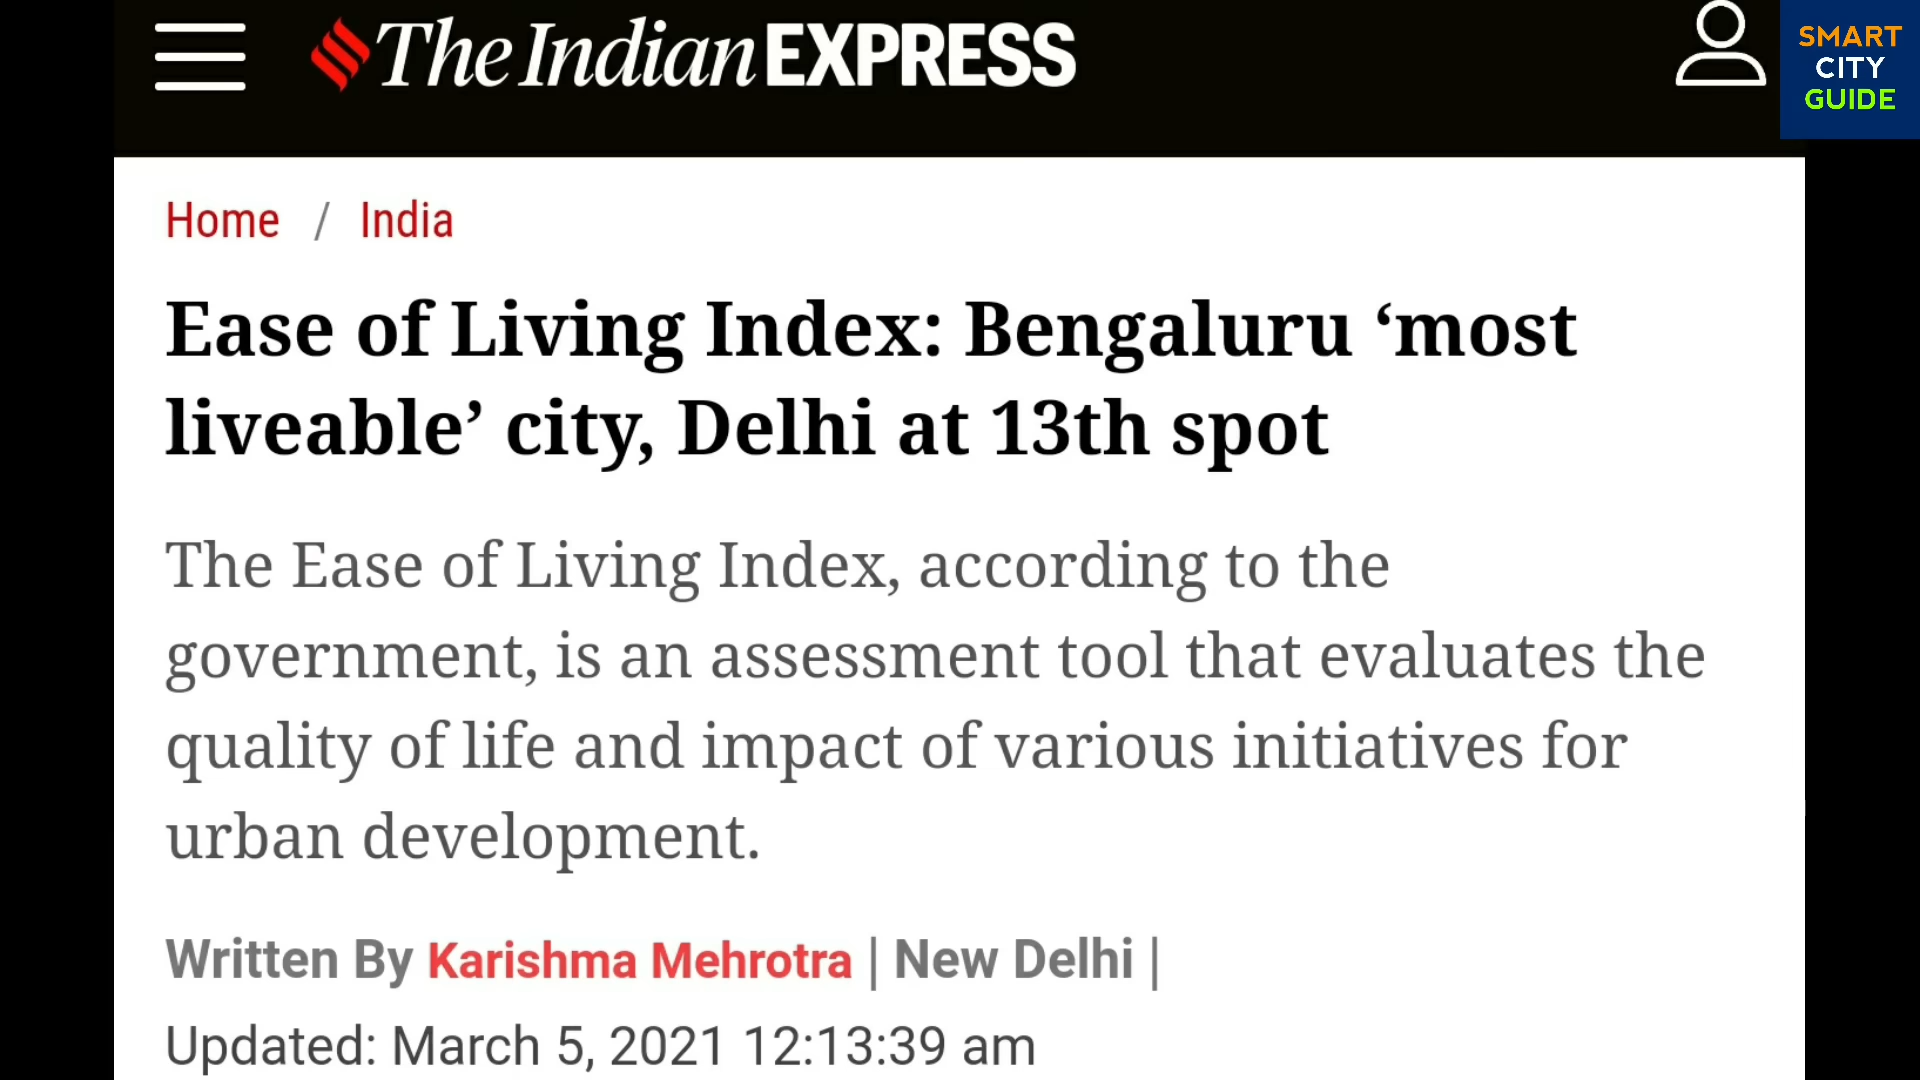 The Indian EXPRESS
SMART
CITY
GUIDE
Home / India
Ease of Living Index: Bengaluru ‘most
liveable’ city, Delhi at 13th spot
The Ease of Living Index, according to the
government, is an assessment tool that evaluates the
quality of life and impact of various initiatives for
urban development.
Written By Karishma Mehrotra | New Delhi |
Updated: March 5, 2021 12:13:39 am